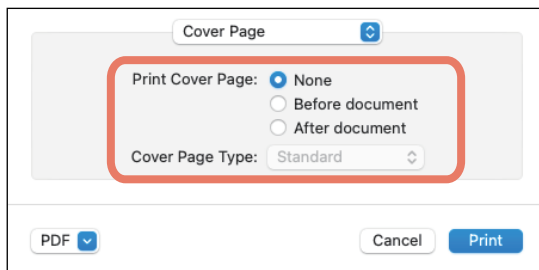 Cover Page
Print Cover Page: None
Before document
After document
Cover Page Type: Standard
PDF Cancel Print